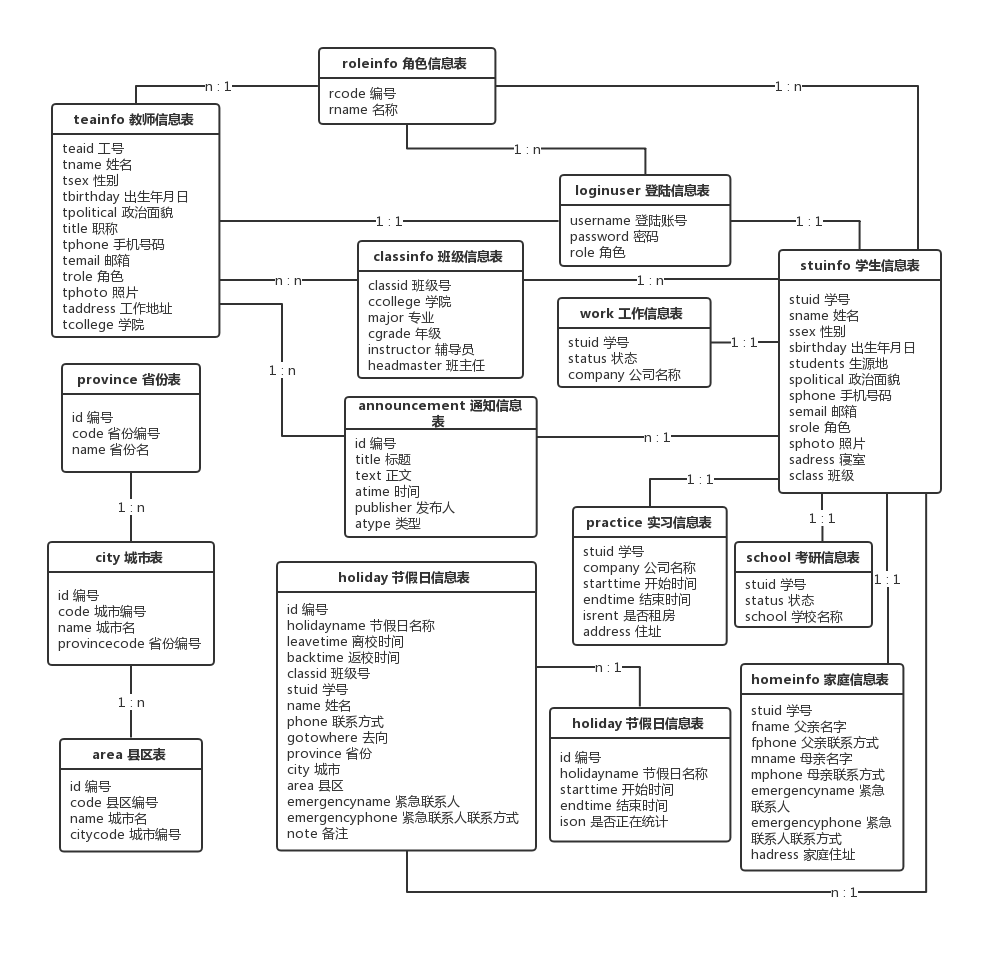 roleinfo 角色信息表
rcode 编号
rname 名称
n : 1
1 : n
1 : n
teainfo 教师信息表
teaid 工号
tname 姓名
tsex 性别
tbirthday 出生年月日
tpolitical 政治面貌
title 职称
tphone 手机号码
temail 邮箱
trole 角色
tphoto 照片
taddress 工作地址
tcollege 学院
loginuser 登陆信息表
username 登陆账号
password 密码
role 角色
1 : 1
1 : 1
classinfo 班级信息表
classid 班级号
ccollege 学院
major 专业
cgrade 年级
instructor 辅导员
headmaster 班主任
n : n
1 : n
stuinfo 学生信息表
stuid 学号
sname 姓名
ssex 性别
sbirthday 出生年月日
students 生源地
spolitical 政治面貌
sphone 手机号码
semail 邮箱
srole 角色
sphoto 照片
sadress 寝室
sclass 班级
work 工作信息表
stuid 学号
status 状态
company 公司名称
1 : 1
1 : n
province 省份表
id 编号
code 省份编号
name 省份名
announcement 通知信息
表
id 编号
title 标题
text 正文
atime 时间
publisher 发布人
atype 类型
n : 1
1 : n
1 : 1
1 : 1
practice 实习信息表
stuid 学号
company 公司名称
starttime 开始时间
endtime 结束时间
isrent 是否租房
address 住址
school 考研信息表
stuid 学号
status 状态
school 学校名称
1 : 1
city 城市表
id 编号
code 城市编号
name 城市名
provincecode 省份编号
1 : n
holiday 节假日信息表
id 编号
holidayname 节假日名称
leavetime 离校时间
backtime 返校时间
classid 班级号
stuid 学号
name 姓名
phone 联系方式
gotowhere 去向
province 省份
city 城市
area 县区
emergencyname 紧急联系人
emergencyphone 紧急联系人联系方式
note 备注
n : 1
holiday 节假日信息表
id 编号
holidayname 节假日名称
starttime 开始时间
endtime 结束时间
ison 是否正在统计
homeinfo 家庭信息表
stuid 学号
fname 父亲名字
fphone 父亲联系方式
mname 母亲名字
mphone 母亲联系方式
emergencyname 紧急
联系人
emergencyphone 紧急
联系人联系方式
hadress 家庭住址
area 县区表
id 编号
code 县区编号
name 城市名
citycode 城市编号
n : 1